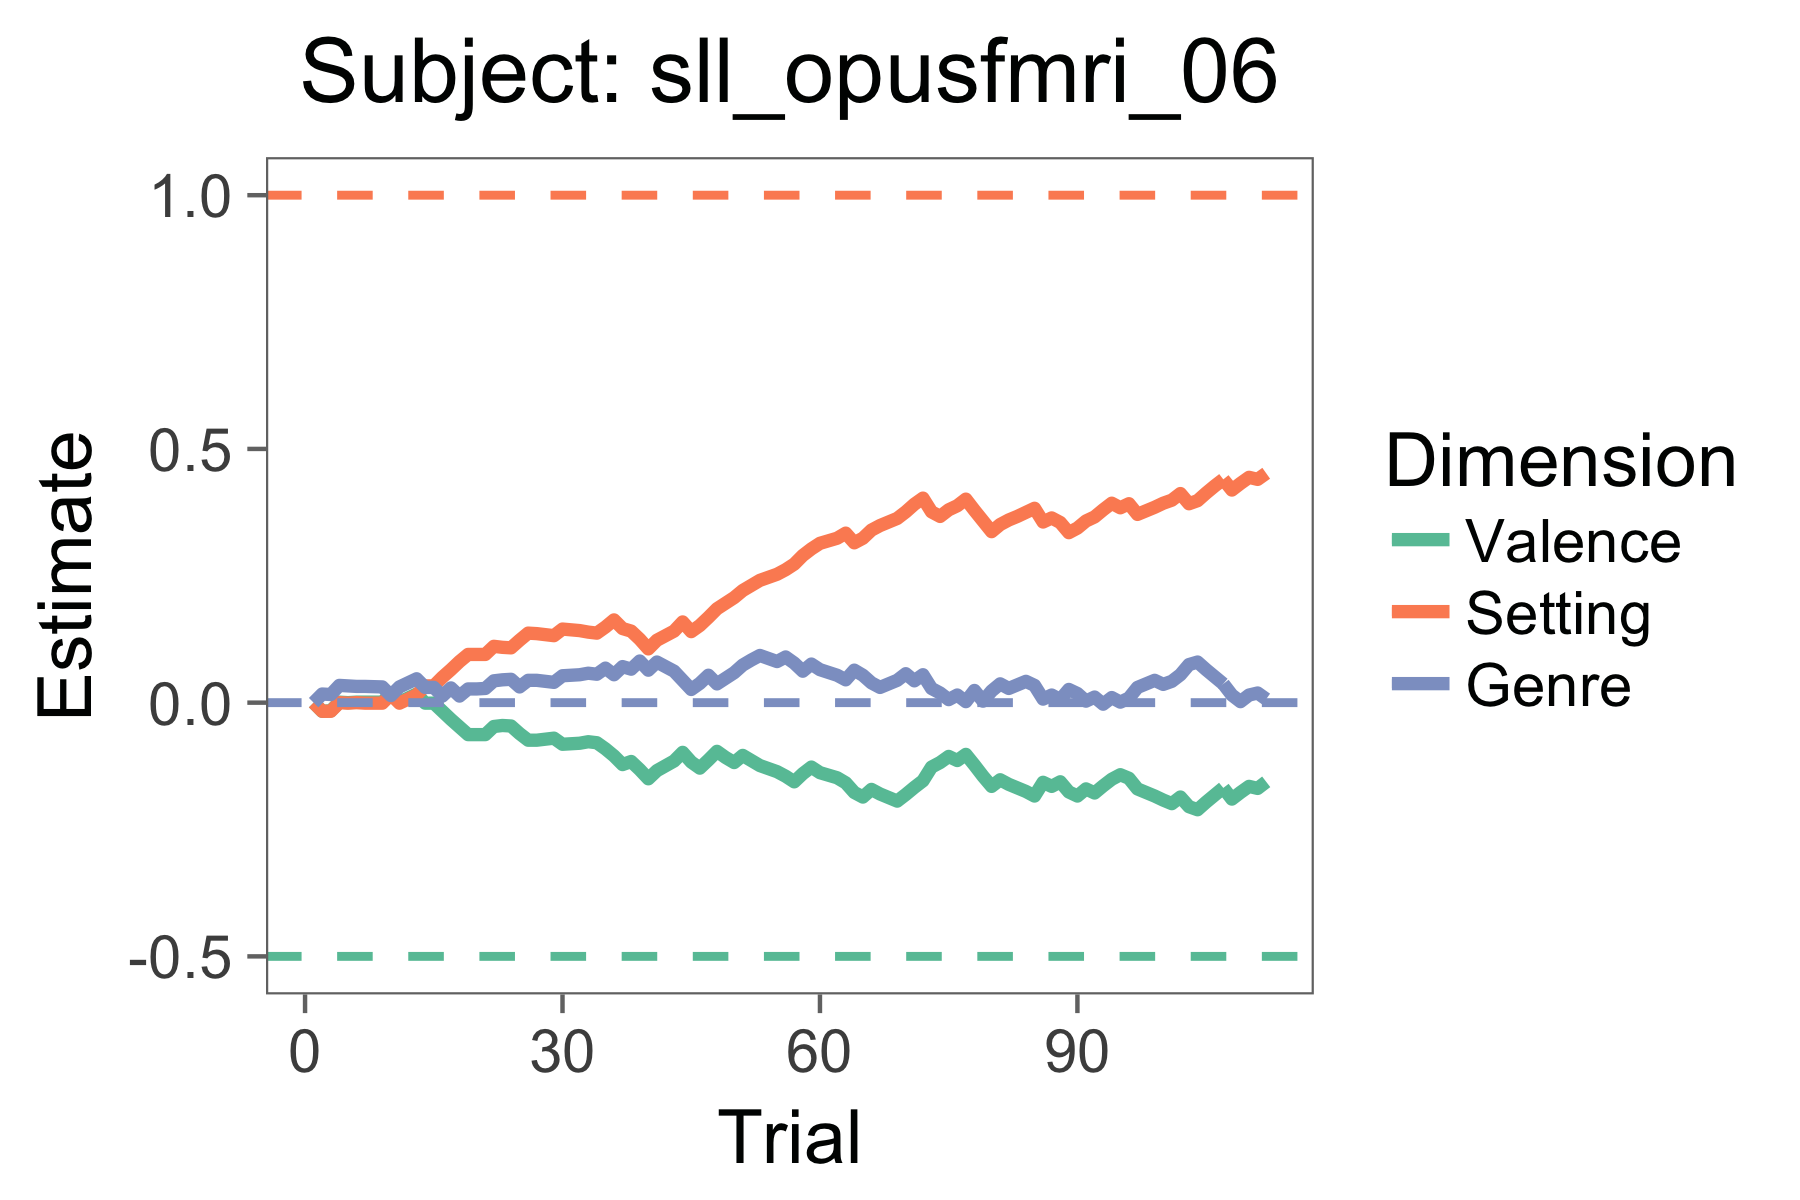 Subject: sll_opusfmri_06
1.0
0.5
0.0
-0.5
Estimate
0
30
60
90
Trial
Dimension
Valence
Setting
Genre